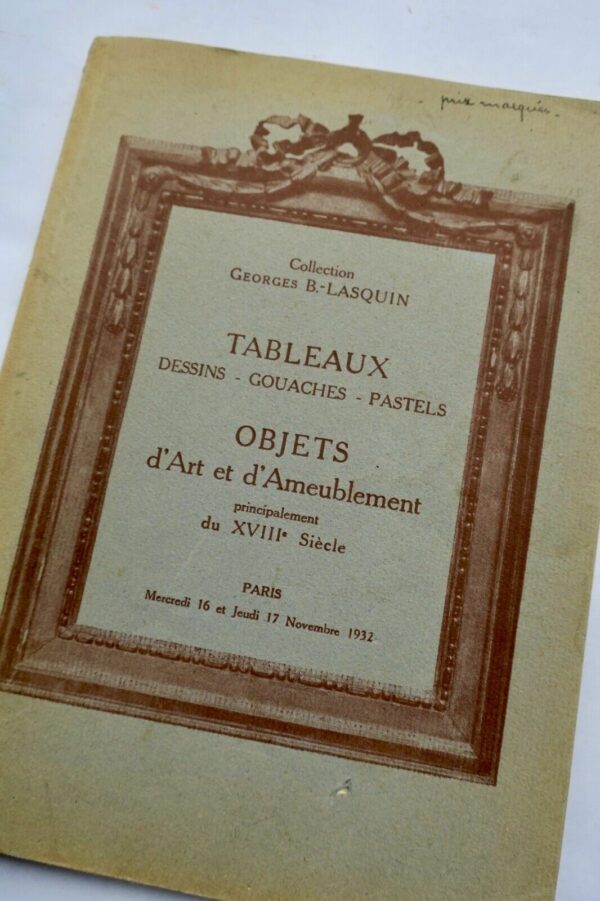 prix marqués.
Collection
GEORGES B.-LASQUIN
TABLEAUX
DESSINS - GOUACHES - PASTELS
OBJETS
d'Art et d'Ameublement
principalement
du XVIIIe Siècle
PARIS
Mercredi 16 et Jeudi 17 Novembre 1932